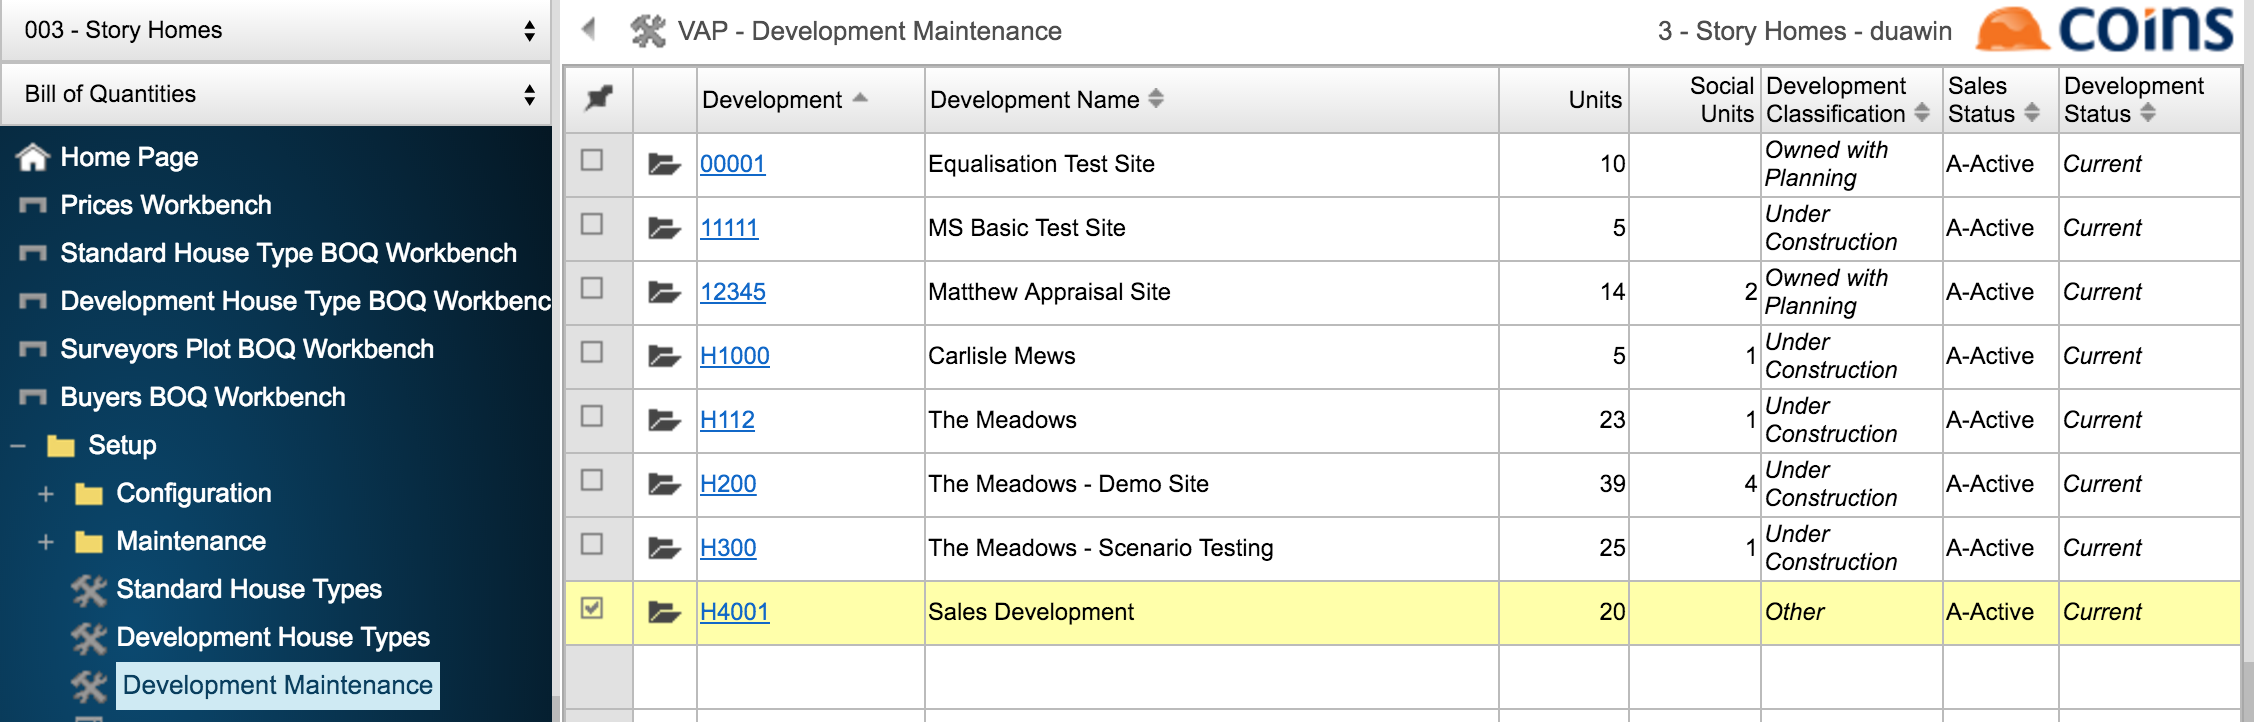 003 - Story Homes
Bill of Quantities
Home Page
Prices Workbench
Standard House Type BOQ Workbench
Development House Type BOQ Workbenc
Surveyors Plot BOQ Workbench
Buyers BOQ Workbench
Setup
Configuration
Maintenance
Standard House Types
Development House Types
Development Maintenance
VAP - Development Maintenance
3 - Story Homes - duawin
coins
Development Development Name Units Social Units Development Classification Sales Status Development Status
00001 Equalisation Test Site 10 Owned with Planning A-Active Current
11111 MS Basic Test Site 5 Under Construction A-Active Current
12345 Matthew Appraisal Site 14 2 Owned with Planning A-Active Current
H1000 Carlisle Mews 5 1 Under Construction A-Active Current
H112 The Meadows 23 1 Under Construction A-Active Current
H200 The Meadows - Demo Site 39 4 Under Construction A-Active Current
H300 The Meadows - Scenario Testing 25 1 Under Construction A-Active Current
H4001 Sales Development 20 Other A-Active Current